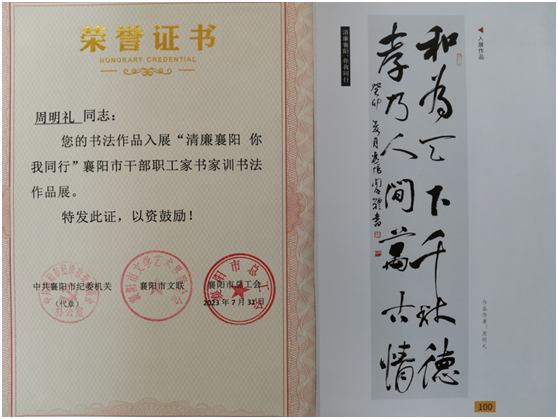 荣誉证书
HONORARY CREDENTIAL
周明礼 同志：
您的书法作品入展“清廉襄阳 你
我同行”襄阳市干部职工家书家训书法
作品展。
特发此证，以资鼓励！
中共襄阳市纪委机关
（代章）
襄阳市文联
襄阳市总工会
2023年7月31日
入展作品
清廉襄阳·你我同行
和为天下千秋德
孝乃人间万古情
100